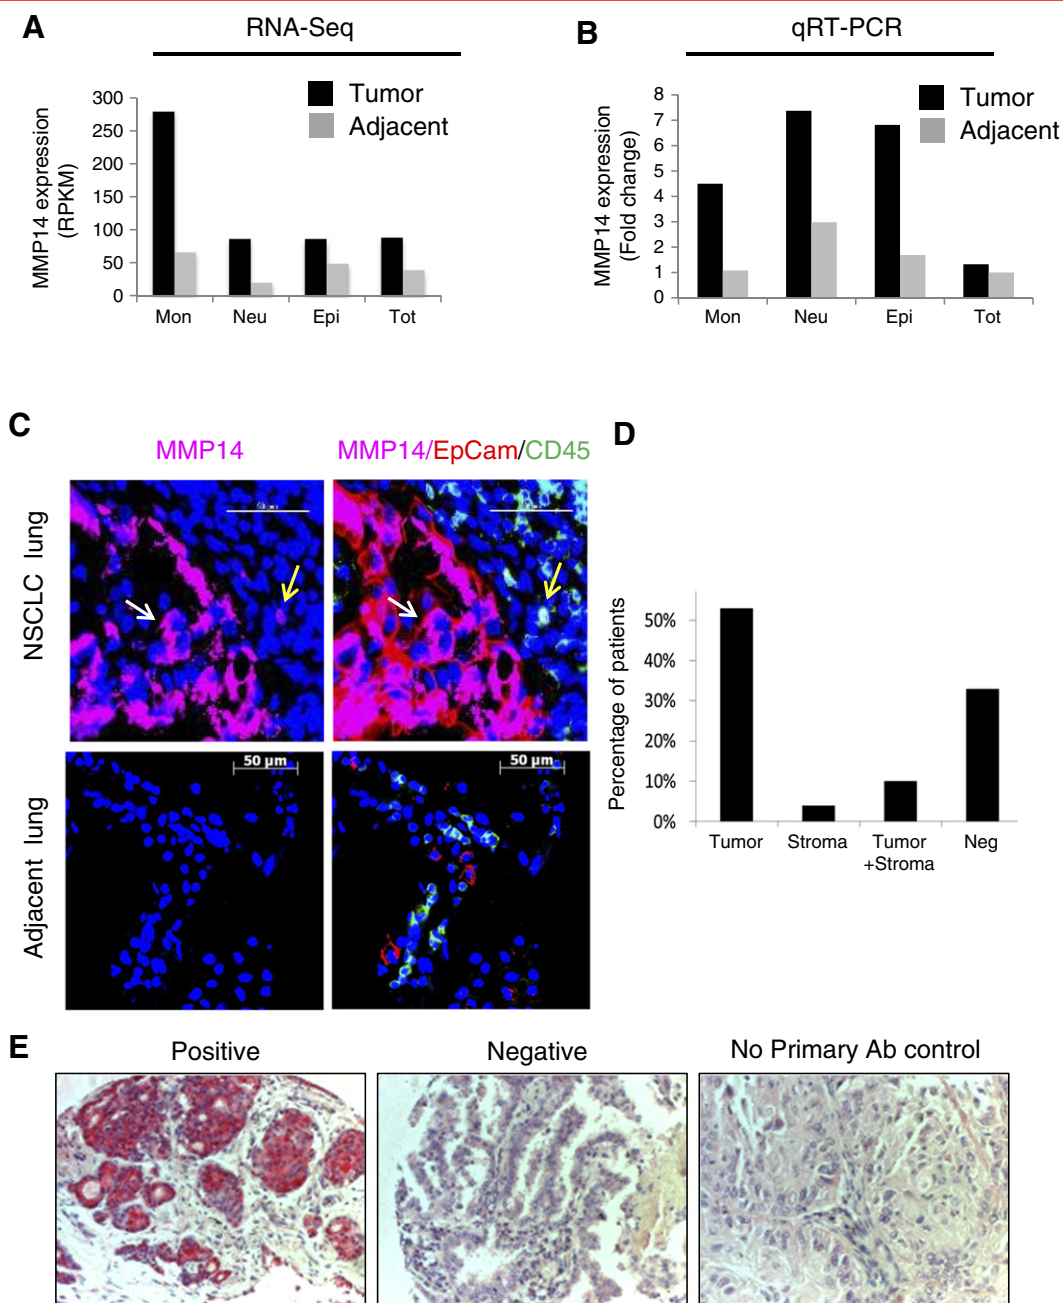 A
RNA-Seq
Tumor
Adjacent
MMP14 expression
(RPKM)
300
250
200
150
100
50
0
Mon Neu Epi Tot
B
qRT-PCR
Tumor
Adjacent
MMP14 expression
(Fold change)
8
7
6
5
4
3
2
1
0
Mon Neu Epi Tot
C
MMP14
MMP14/EpCam/CD45
NSCLC lung
Adjacent lung
50 µm
50 µm
D
Percentage of patients
50%
40%
30%
20%
10%
0%
Tumor Stroma Tumor Neg
+Stroma
E
Positive
Negative
No Primary Ab control